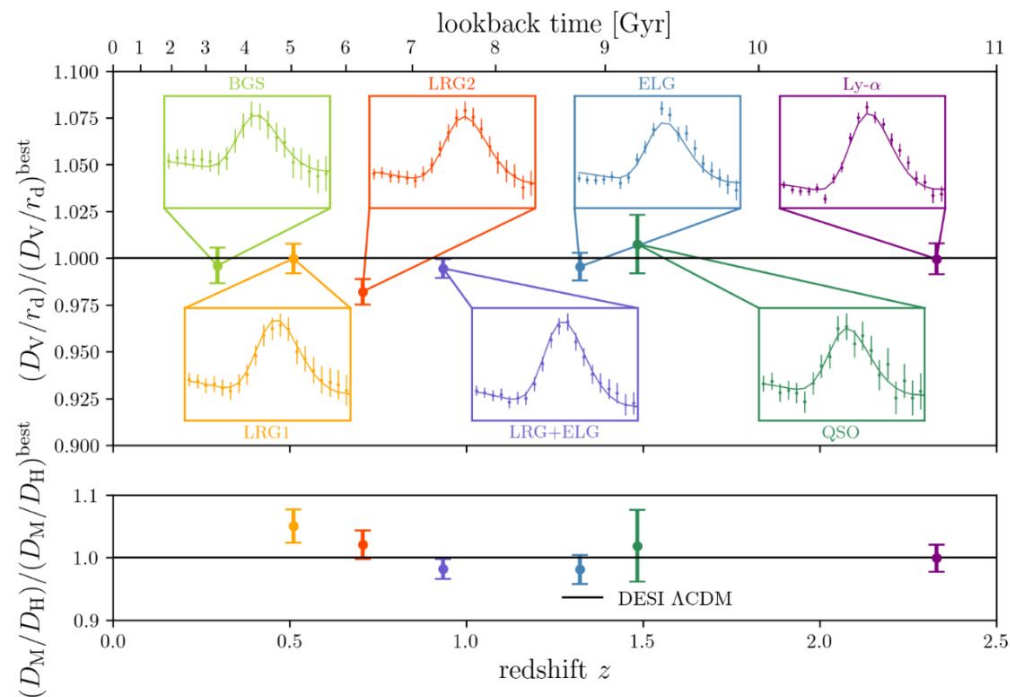 lookback time [Gyr]
0 1 2 3 4 5 6 7 8 9 10 11
1.100
1.075
1.050
1.025
1.000
0.975
0.950
0.925
0.900
(D_V/r_d)/(D_V/r_d)^best
BGS LRG2 ELG Ly-α
LRG1 LRG+ELG QSO
1.1
1.0
0.9
(D_M/D_H)/(D_M/D_H)^best
DESI ΛCDM
0.0 0.5 1.0 1.5 2.0 2.5
redshift z